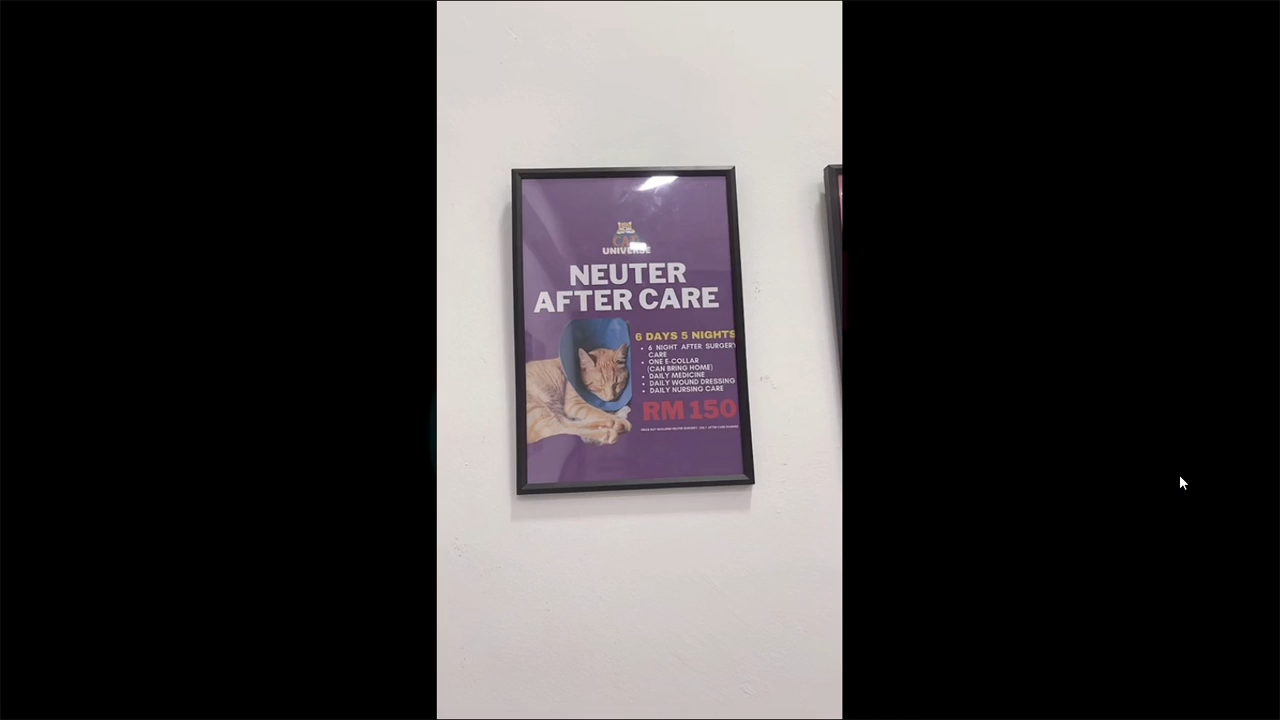 CAT
UNIVERSE
NEUTER
AFTER CARE
6 DAYS 5 NIGHTS
• 6 NIGHT AFTER SURGERY
CARE
• ONE E-COLLAR
(CAN BRING HOME)
• DAILY MEDICINE
• DAILY WOUND DRESSING
• DAILY NURSING CARE
RM 150